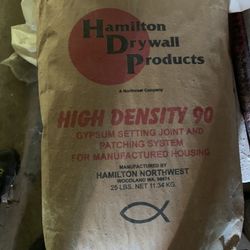 Hamilton
Drywall
Products
A Northwest Company
HIGH DENSITY 90
GYPSUM SETTING JOINT AND
PATCHING SYSTEM
FOR MANUFACTURED HOUSING
MANUFACTURED BY
HAMILTON NORTHWEST
WOODLAND WA. 98674
25 LBS. NET 11.34 KG.